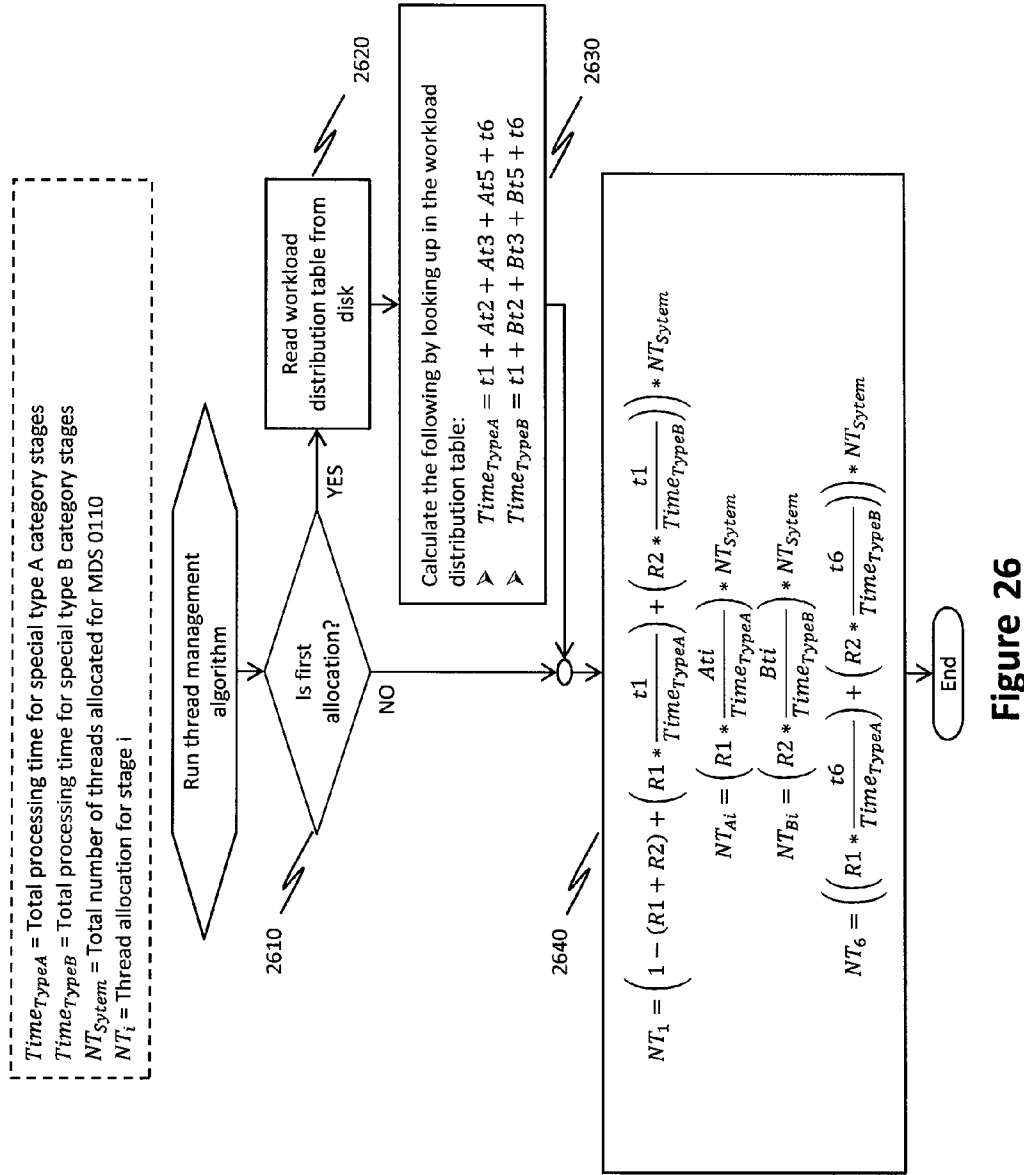 Time_TypeA = Total processing time for special type A category stages
Time_TypeB = Total processing time for special type B category stages
NT_Sytem = Total number of threads allocated for MDS 0110
NT_i = Thread allocation for stage i
Run thread management
algorithm
2610
Is first
allocation?
YES
NO
Read workload
distribution table from
disk
2620
Calculate the following by looking up in the workload
distribution table:
➢ Time_TypeA = t1 + At2 + At3 + At5 + t6
➢ Time_TypeB = t1 + Bt2 + Bt3 + Bt5 + t6
2630
2640
NT_1 = (1 − (R1 + R2) + (R1 * t1 / Time_TypeA) + (R2 * t1 / Time_TypeB)) * NT_Sytem
NT_Ai = (R1 * Ati / Time_TypeA) * NT_Sytem
NT_Bi = (R2 * Bti / Time_TypeB) * NT_Sytem
NT_6 = ((R1 * t6 / Time_TypeA) + (R2 * t6 / Time_TypeB)) * NT_Sytem
End
Figure 26